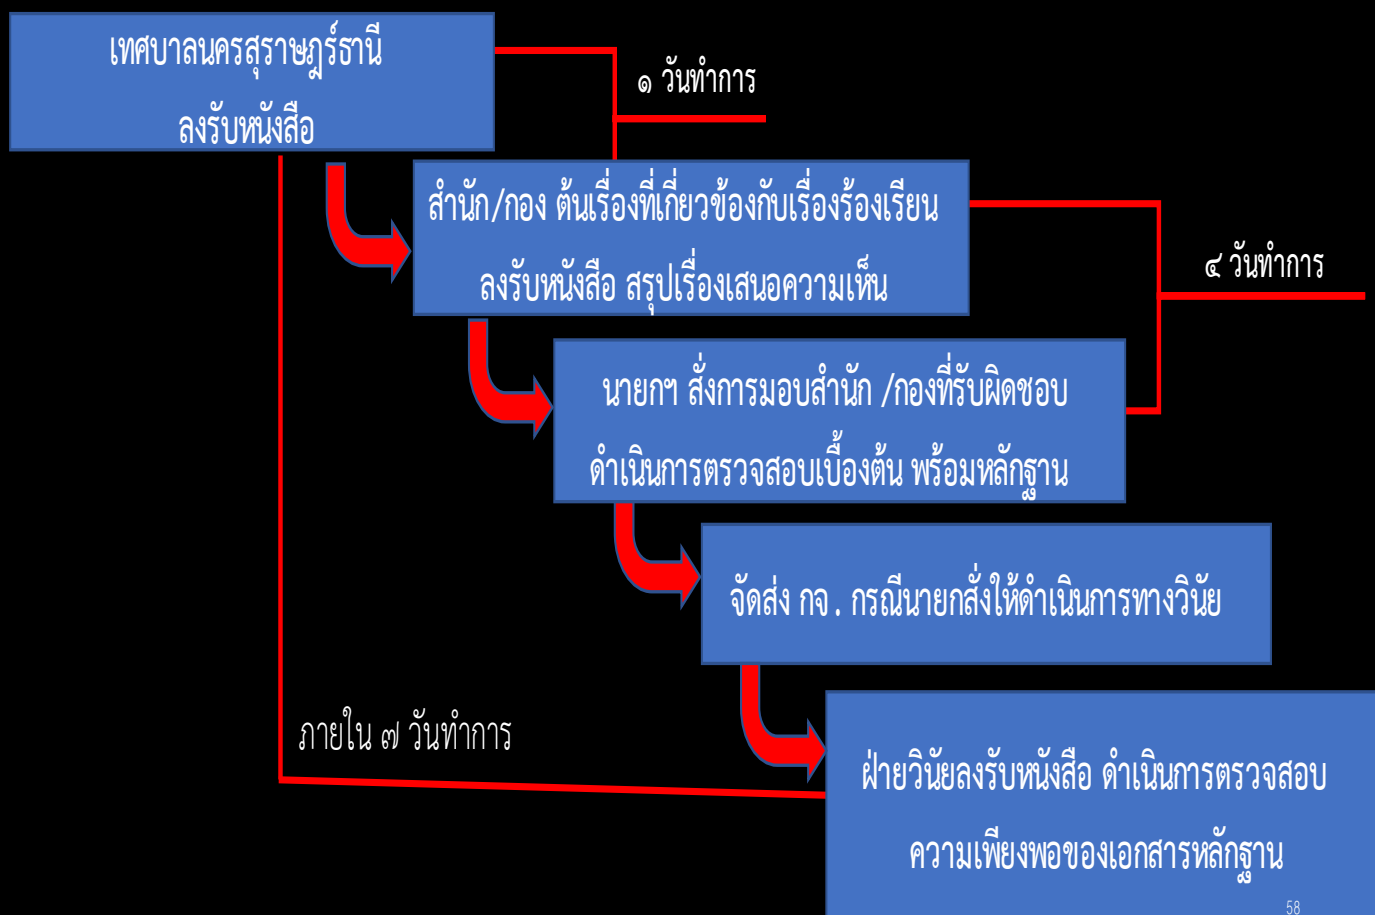 เทศบาลนครสุราษฎร์ธานี
ลงรับหนังสือ
๑ วันทำการ
สำนัก/กอง ต้นเรื่องที่เกี่ยวข้องกับเรื่องร้องเรียน
ลงรับหนังสือ สรุปเรื่องเสนอความเห็น
๔ วันทำการ
นายกฯ สั่งการมอบสำนัก /กองที่รับผิดชอบ
ดำเนินการตรวจสอบเบื้องต้น พร้อมหลักฐาน
จัดส่ง กจ. กรณีนายกสั่งให้ดำเนินการทางวินัย
ภายใน ๗ วันทำการ
ฝ่ายวินัยลงรับหนังสือ ดำเนินการตรวจสอบ
ความเพียงพอของเอกสารหลักฐาน
58